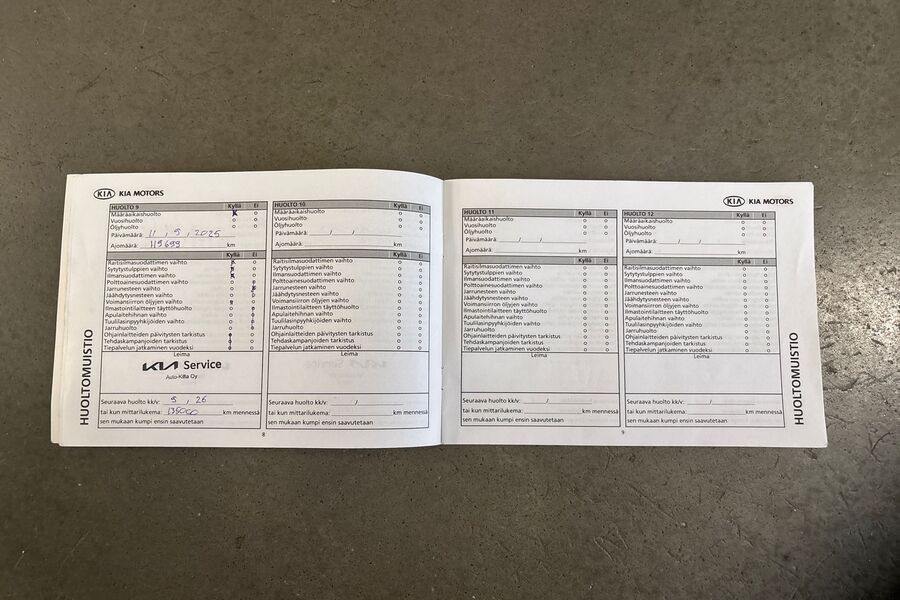 KIA KIA MOTORS
HUOLTO 9 Kyllä Ei
Määräaikaishuolto
Vuosihuolto
Öljyhuolto
Päivämäärä: 11 , 9 , 2025
Ajomäärä: 115699 km
Kyllä Ei
Raitisilmasuodattimen vaihto
Sytytystulppien vaihto
Ilmansuodattimen vaihto
Polttoainesuodattimen vaihto
Jarrunesteen vaihto
Jäähdytysnesteen vaihto
Voimansiirron öljyjen vaihto
Ilmastointilaitteen täyttöhuolto
Apulaitehihnan vaihto
Tuulilasinpyyhkijöiden vaihto
Jarruhuolto
Ohjainlaitteiden päivitysten tarkistus
Tehdaskampanjoiden tarkistus
Tiepalvelun jatkaminen vuodeksi
Leima
KIA Service
Auto-Kilta Oy
Seuraava huolto kk/v: 9 , 26
tai kun mittarilukema: 135000 km mennessä
sen mukaan kumpi ensin saavutetaan
HUOLTO 10 Kyllä Ei
Määräaikaishuolto
Vuosihuolto
Öljyhuolto
Päivämäärä: / /
Ajomäärä: km
Kyllä Ei
Raitisilmasuodattimen vaihto
Sytytystulppien vaihto
Ilmansuodattimen vaihto
Polttoainesuodattimen vaihto
Jarrunesteen vaihto
Jäähdytysnesteen vaihto
Voimansiirron öljyjen vaihto
Ilmastointilaitteen täyttöhuolto
Apulaitehihnan vaihto
Tuulilasinpyyhkijöiden vaihto
Jarruhuolto
Ohjainlaitteiden päivitysten tarkistus
Tehdaskampanjoiden tarkistus
Tiepalvelun jatkaminen vuodeksi
Leima
Seuraava huolto kk/v: /
tai kun mittarilukema: km mennessä
sen mukaan kumpi ensin saavutetaan
HUOLTOMUISTIO
8
KIA KIA MOTORS
HUOLTO 11 Kyllä Ei
Määräaikaishuolto
Vuosihuolto
Öljyhuolto
Päivämäärä: / /
Ajomäärä: km
Kyllä Ei
Raitisilmasuodattimen vaihto
Sytytystulppien vaihto
Ilmansuodattimen vaihto
Polttoainesuodattimen vaihto
Jarrunesteen vaihto
Jäähdytysnesteen vaihto
Voimansiirron öljyjen vaihto
Ilmastointilaitteen täyttöhuolto
Apulaitehihnan vaihto
Tuulilasinpyyhkijöiden vaihto
Jarruhuolto
Ohjainlaitteiden päivitysten tarkistus
Tehdaskampanjoiden tarkistus
Tiepalvelun jatkaminen vuodeksi
Leima
Seuraava huolto kk/v: /
tai kun mittarilukema: km mennessä
sen mukaan kumpi ensin saavutetaan
HUOLTO 12 Kyllä Ei
Määräaikaishuolto
Vuosihuolto
Öljyhuolto
Päivämäärä: / /
Ajomäärä: km
Kyllä Ei
Raitisilmasuodattimen vaihto
Sytytystulppien vaihto
Ilmansuodattimen vaihto
Polttoainesuodattimen vaihto
Jarrunesteen vaihto
Jäähdytysnesteen vaihto
Voimansiirron öljyjen vaihto
Ilmastointilaitteen täyttöhuolto
Apulaitehihnan vaihto
Tuulilasinpyyhkijöiden vaihto
Jarruhuolto
Ohjainlaitteiden päivitysten tarkistus
Tehdaskampanjoiden tarkistus
Tiepalvelun jatkaminen vuodeksi
Leima
Seuraava huolto kk/v: /
tai kun mittarilukema: km mennessä
sen mukaan kumpi ensin saavutetaan
HUOLTOMUISTIO
9